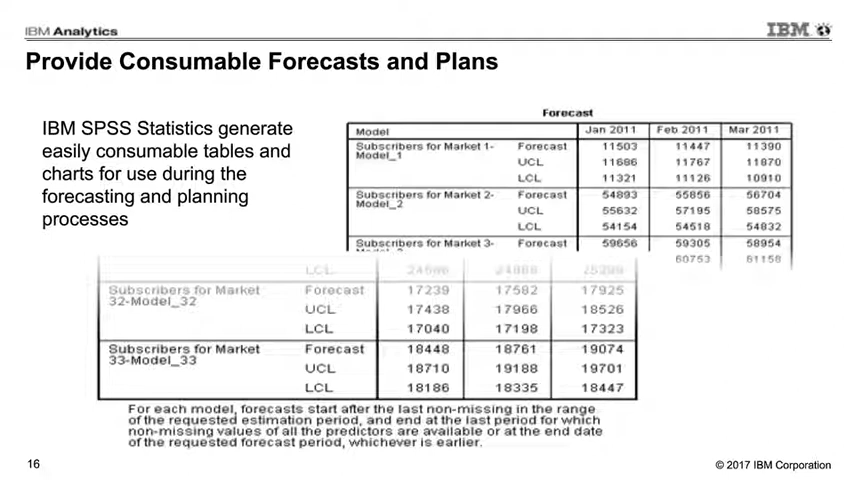 IBM Analytics
IBM
Provide Consumable Forecasts and Plans
IBM SPSS Statistics generate
easily consumable tables and
charts for use during the
forecasting and planning
processes
Forecast
Model Jan 2011 Feb 2011 Mar 2011
Subscribers for Market 1-
Model_1 Forecast 11503 11447 11390
UCL 11686 11767 11870
LCL 11321 11126 10910
Subscribers for Market 2-
Model_2 Forecast 54893 55856 56704
UCL 55632 57195 58575
LCL 54154 54518 54832
Subscribers for Market 3- Forecast 59656 59305 58954
60753 61158
LCL
Subscribers for Market
32-Model_32 Forecast 17239 17582 17925
UCL 17438 17966 18526
LCL 17040 17198 17323
Subscribers for Market
33-Model_33 Forecast 18448 18761 19074
UCL 18710 19188 19701
LCL 18186 18335 18447
For each model, forecasts start after the last non-missing in the range
of the requested estimation period, and end at the last period for which
non-missing values of all the predictors are available or at the end date
of the requested forecast period, whichever is earlier.
16
© 2017 IBM Corporation